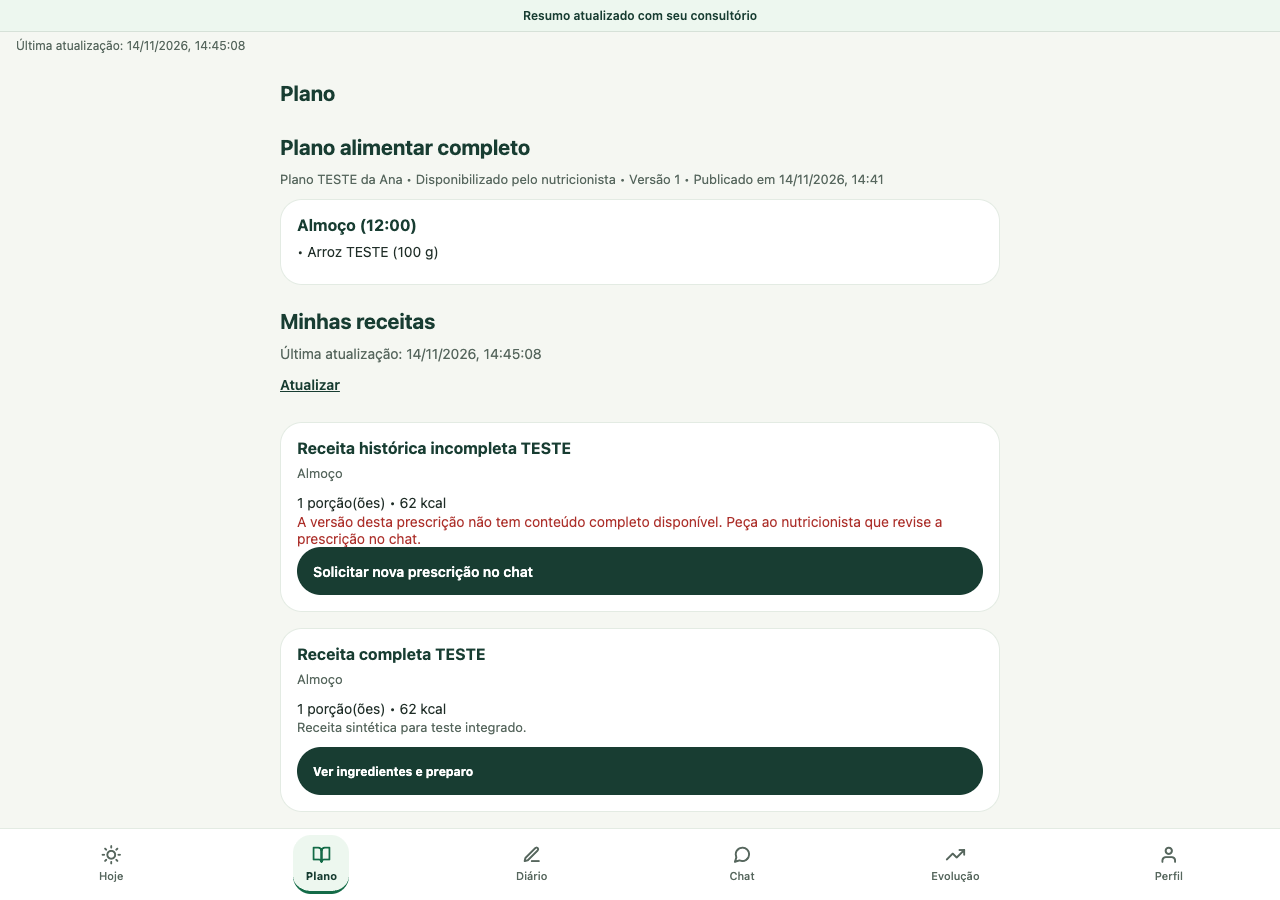 Resumo atualizado com seu consultório
Última atualização: 14/11/2026, 14:45:08
Plano
Plano alimentar completo
Plano TESTE da Ana • Disponibilizado pelo nutricionista • Versão 1 • Publicado em 14/11/2026, 14:41
Almoço (12:00)
• Arroz TESTE (100 g)
Minhas receitas
Última atualização: 14/11/2026, 14:45:08
Atualizar
Receita histórica incompleta TESTE
Almoço
1 porção(ões) • 62 kcal
A versão desta prescrição não tem conteúdo completo disponível. Peça ao nutricionista que revise a
prescrição no chat.
Solicitar nova prescrição no chat
Receita completa TESTE
Almoço
1 porção(ões) • 62 kcal
Receita sintética para teste integrado.
Ver ingredientes e preparo
Hoje
Plano
Diário
Chat
Evolução
Perfil